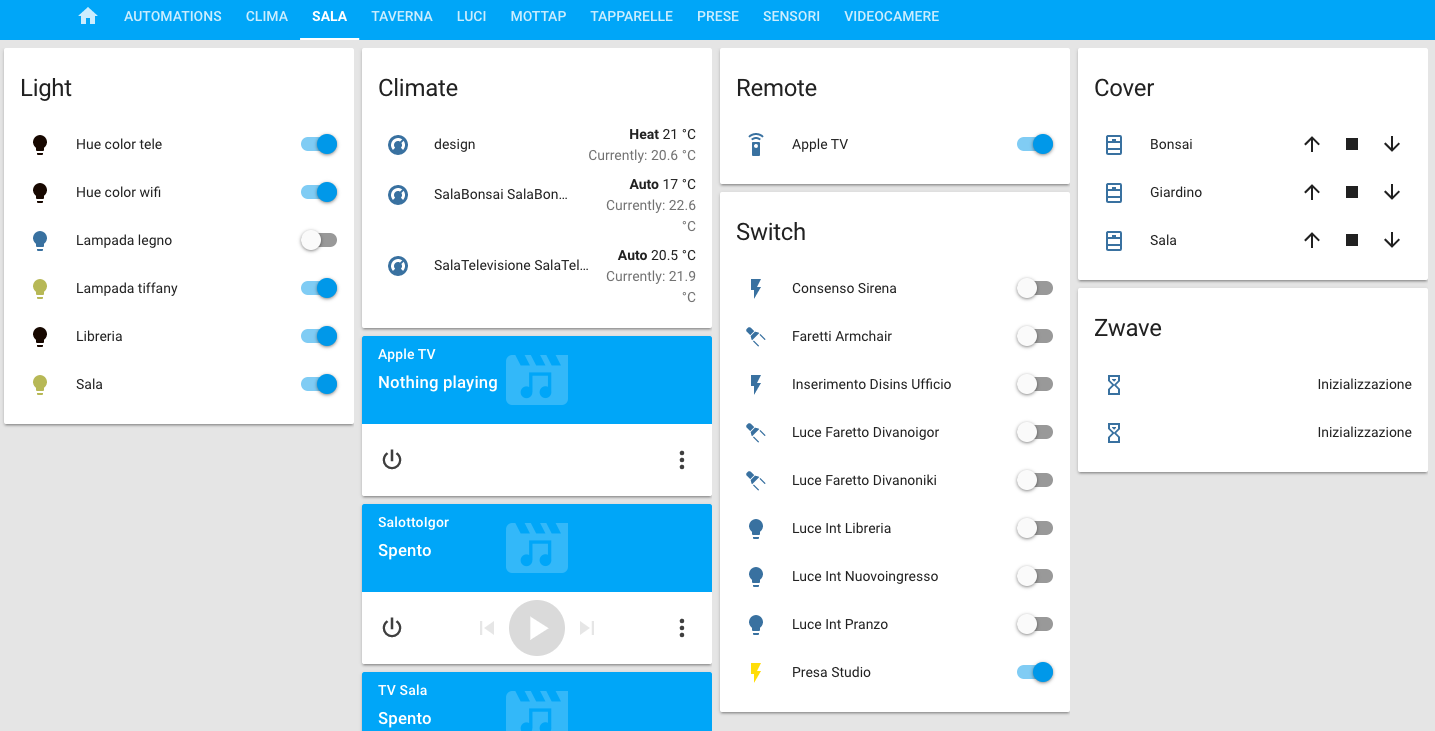 AUTOMATIONS CLIMA SALA TAVERNA LUCI MOTTAP TAPPARELLE PRESE SENSORI VIDEOCAMERE
Light
Hue color tele
Hue color wifi
Lampada legno
Lampada tiffany
Libreria
Sala
Climate
design
Heat 21 °C
Currently: 20.6 °C
SalaBonsai SalaBon...
Auto 17 °C
Currently: 22.6
°C
SalaTelevisione SalaTel...
Auto 20.5 °C
Currently: 21.9
°C
Apple TV
Nothing playing
SalottoIgor
Spento
TV Sala
Spento
Remote
Apple TV
Switch
Consenso Sirena
Faretti Armchair
Inserimento Disins Ufficio
Luce Faretto Divanoigor
Luce Faretto Divanoniki
Luce Int Libreria
Luce Int Nuovoingresso
Luce Int Pranzo
Presa Studio
Cover
Bonsai
Giardino
Sala
Zwave
Inizializzazione
Inizializzazione